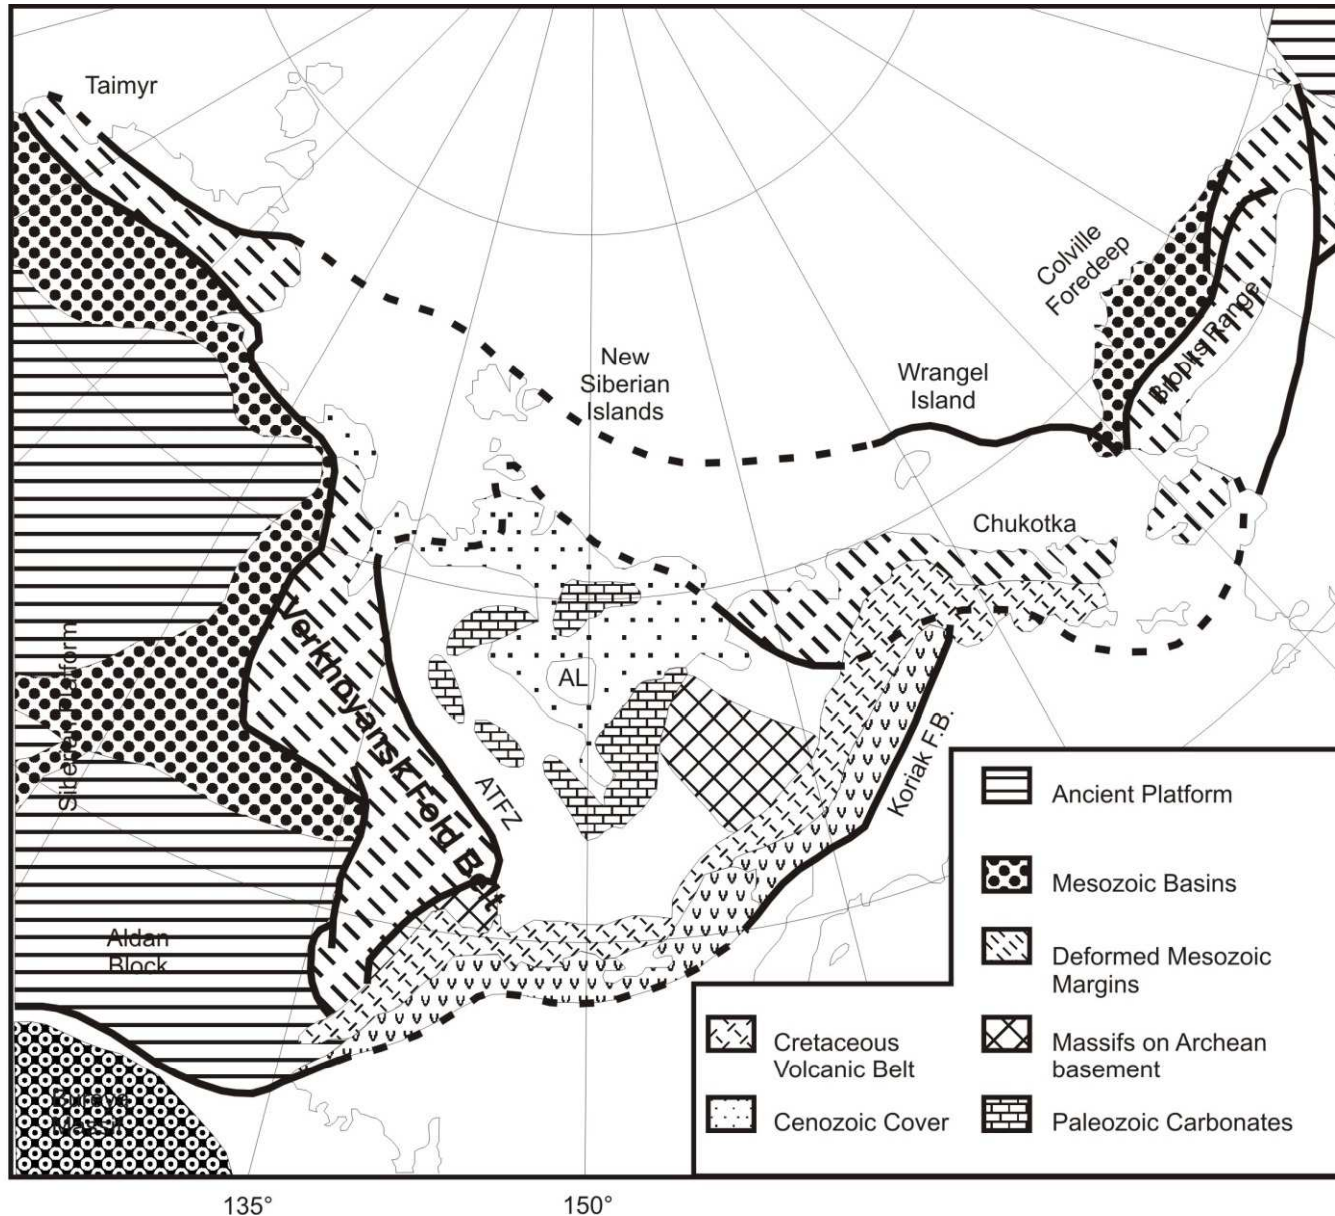 Taimyr
Colville
Foredeep
Brooks Range
New
Siberian
Islands
Wrangel
Island
Chukotka
Verkhoyansk Fold Belt
Siberian Platform
AL
ATFZ
Koriak F.B.
Aldan
Block
Bureya
Massif
Ancient Platform
Mesozoic Basins
Deformed Mesozoic
Margins
Cretaceous
Volcanic Belt
Massifs on Archean
basement
Cenozoic Cover
Paleozoic Carbonates
135°
150°